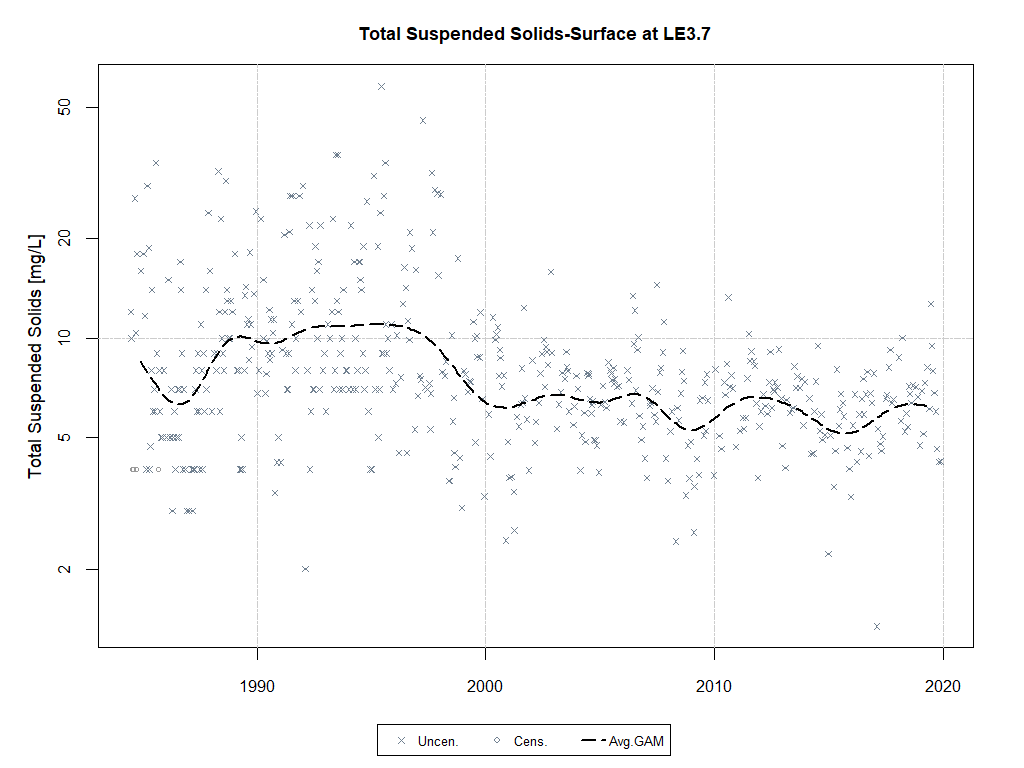 Total Suspended Solids-Surface at LE3.7
Total Suspended Solids [mg/L]
50
20
10
5
2
1990
2000
2010
2020
Uncen.
Cens.
Avg.GAM